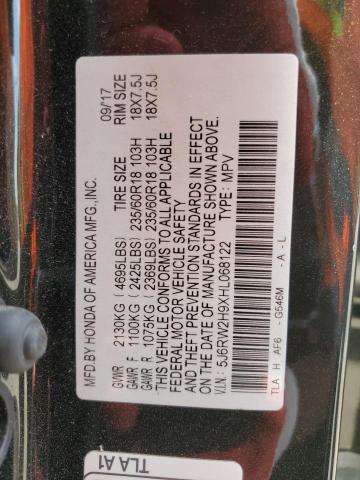 MFD.BY HONDA OF AMERICA MFG.,INC. 09/17
TIRE SIZE RIM SIZE
GVWR 2130KG ( 4695LBS)
GAWR F 1100KG ( 2425LBS) 235/60R18 103H 18X7.5J
GAWR R 1075KG ( 2369LBS) 235/60R18 103H 18X7.5J
THIS VEHICLE CONFORMS TO ALL APPLICABLE
FEDERAL MOTOR VEHICLE SAFETY
AND THEFT PREVENTION STANDARDS IN EFFECT
ON THE DATE OF MANUFACTURE SHOWN ABOVE.
V.I.N.: 5J6RW2H9XHL068122 TYPE: MPV
TLA H AF6 - G546M - A - L
TLA A1